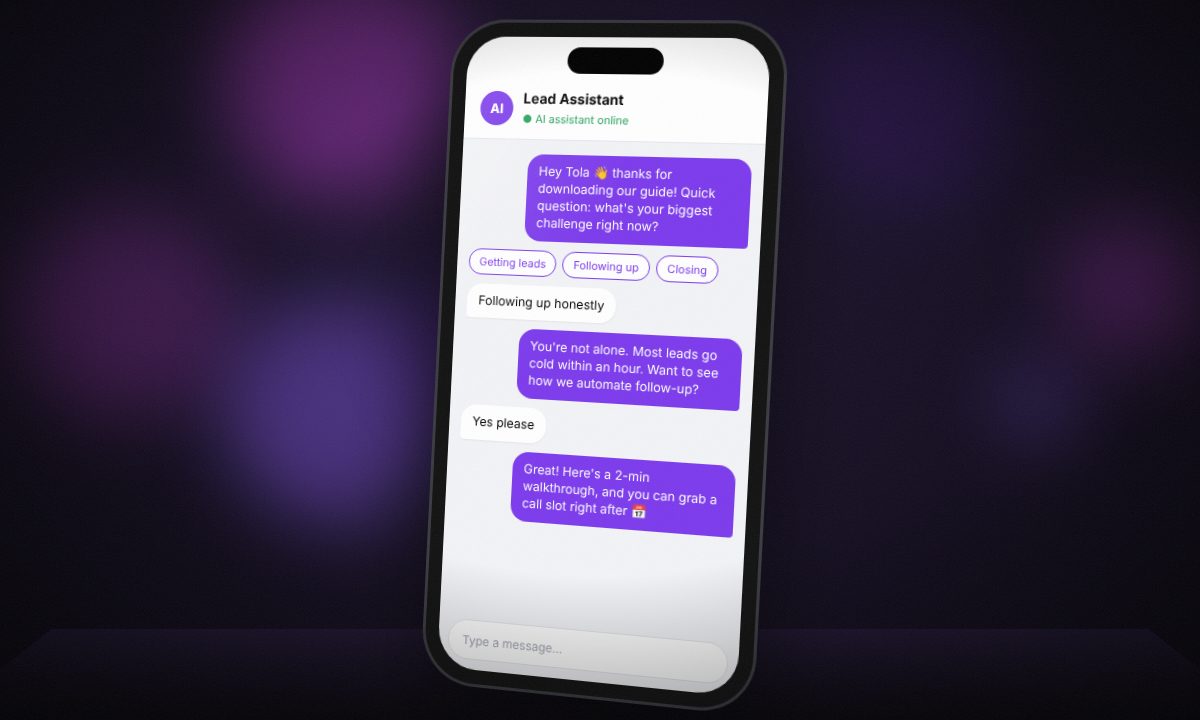 AI
Lead Assistant
AI assistant online
Hey Tola 👋 thanks for
downloading our guide! Quick
question: what's your biggest
challenge right now?
Getting leads
Following up
Closing
Following up honestly
You're not alone. Most leads go
cold within an hour. Want to see
how we automate follow-up?
Yes please
Great! Here's a 2-min
walkthrough, and you can grab a
call slot right after 📅
Type a message...